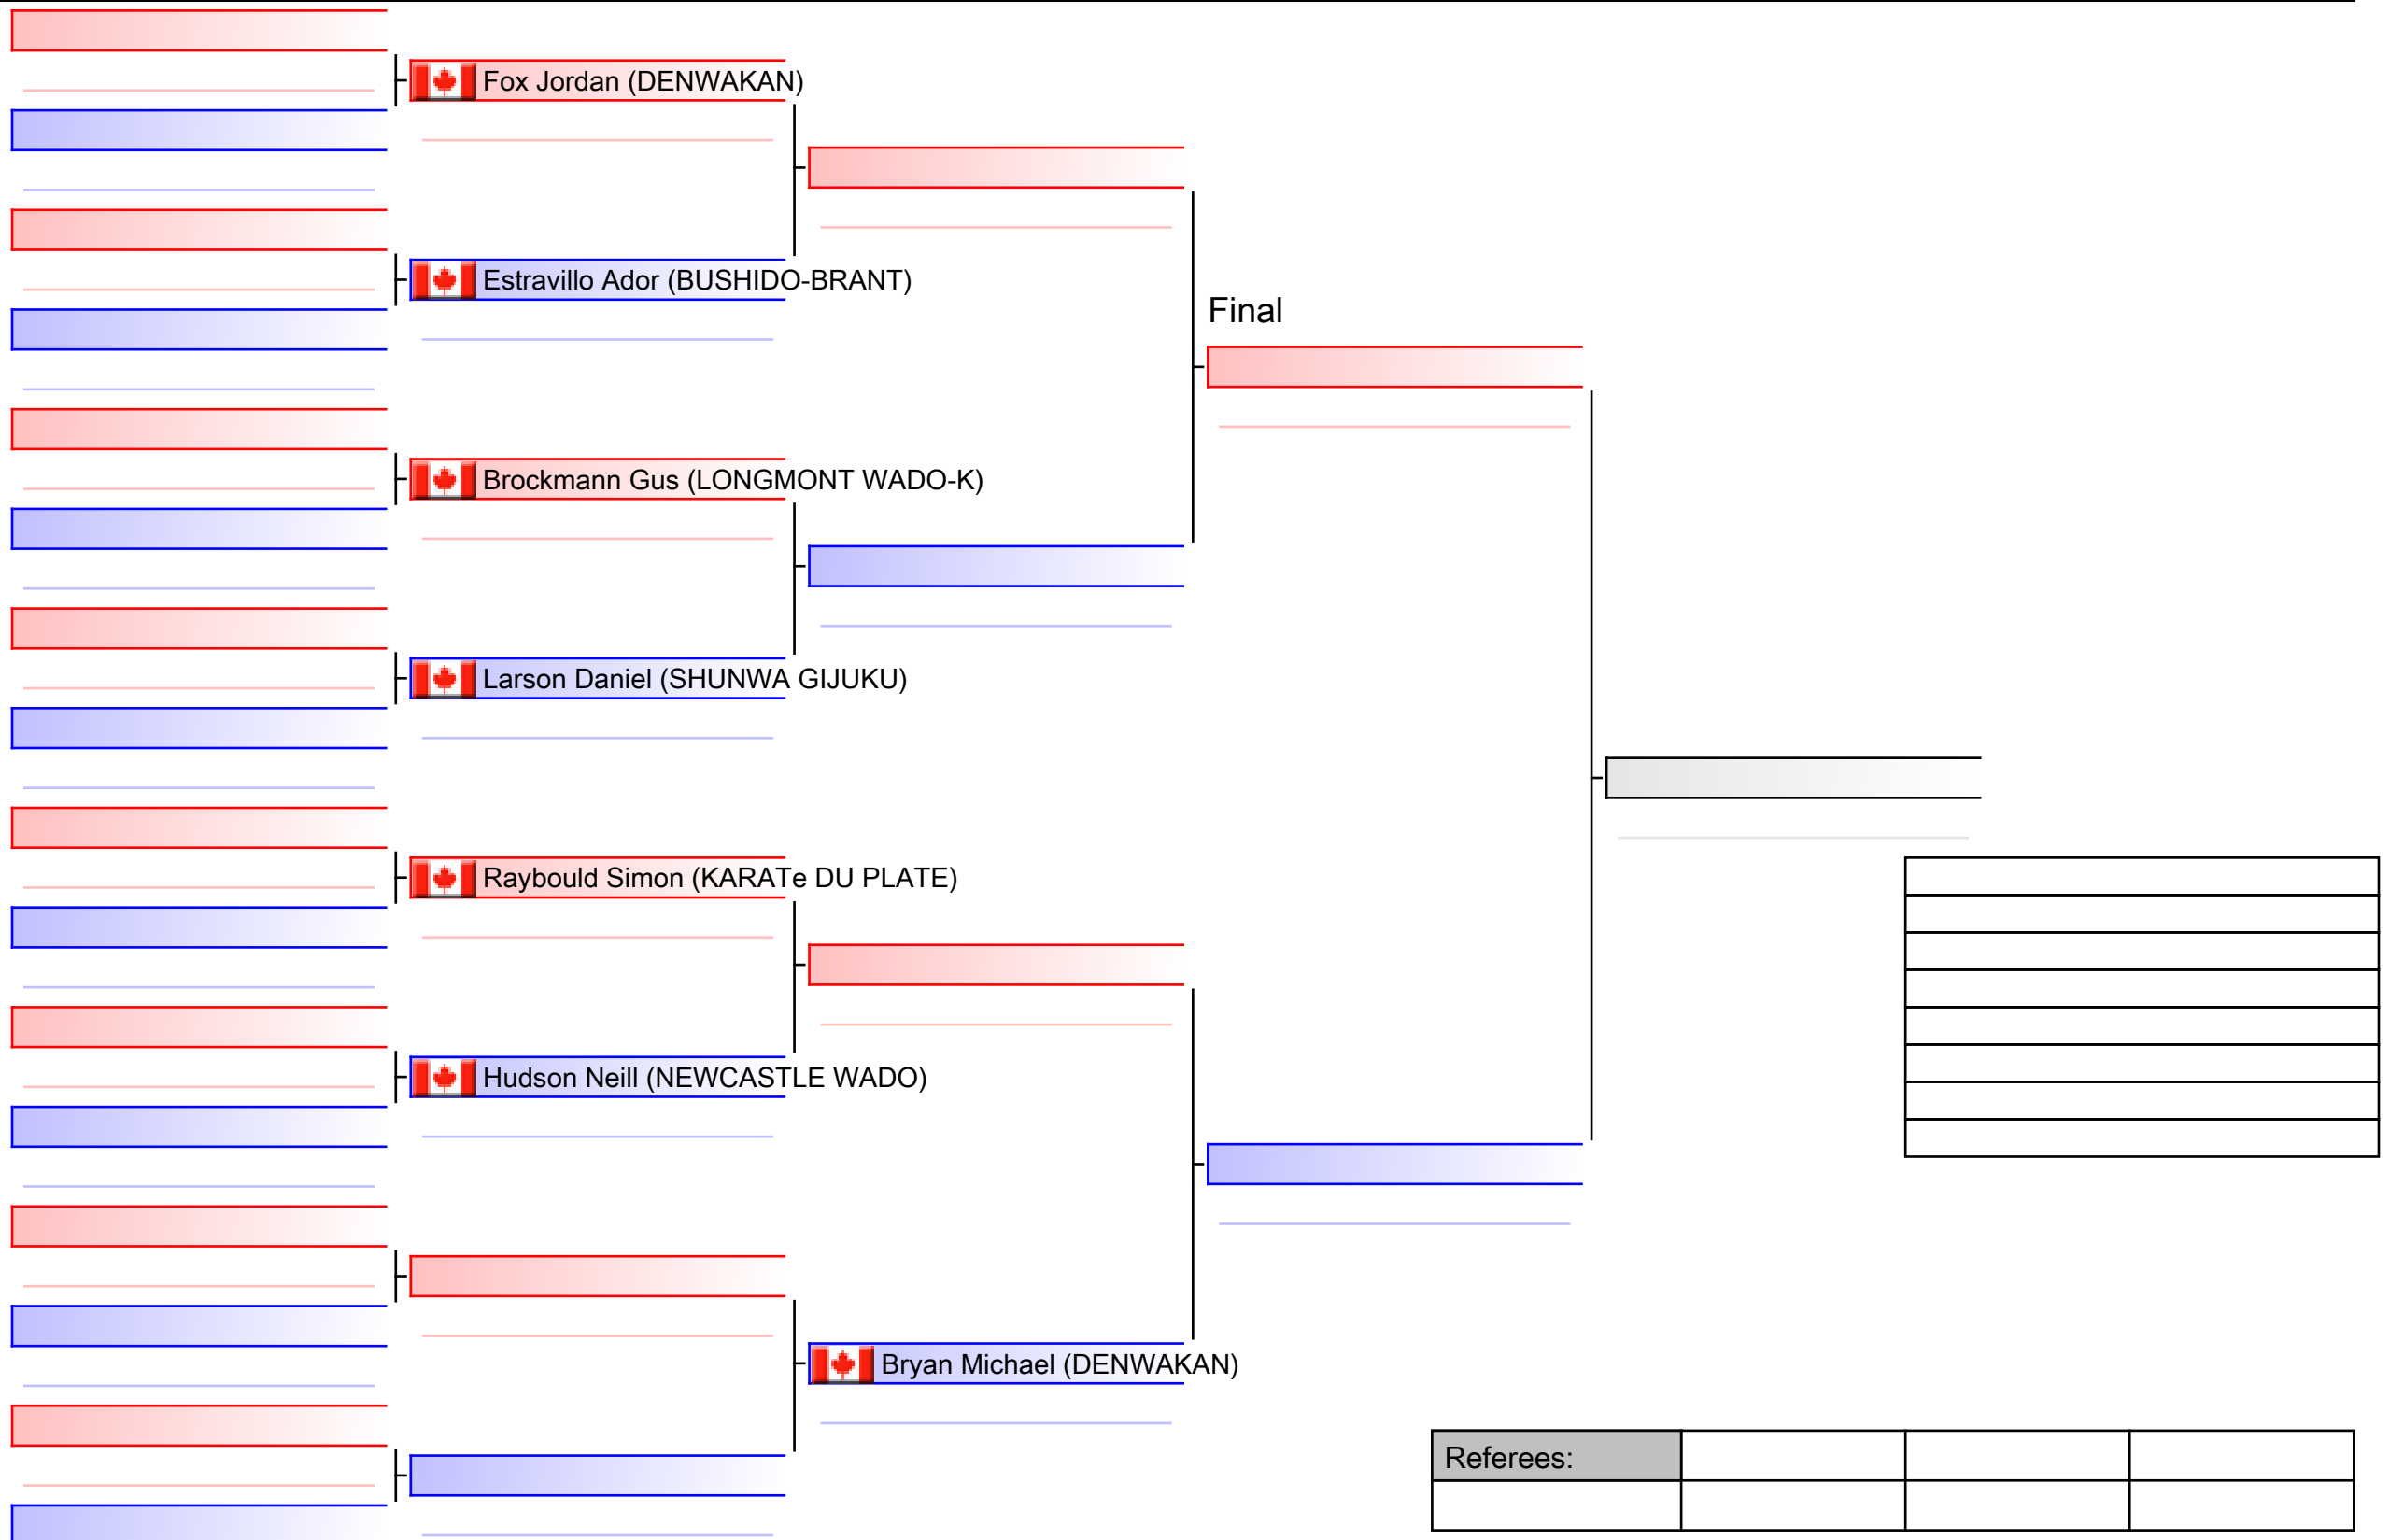 Fox Jordan (DENWAKAN)
Estravillo Ador (BUSHIDO-BRANT)
Final
Brockmann Gus (LONGMONT WADO-K)
Larson Daniel (SHUNWA GIJUKU)
Raybould Simon (KARATe DU PLATE)
Hudson Neill (NEWCASTLE WADO)
Bryan Michael (DENWAKAN)
Referees: